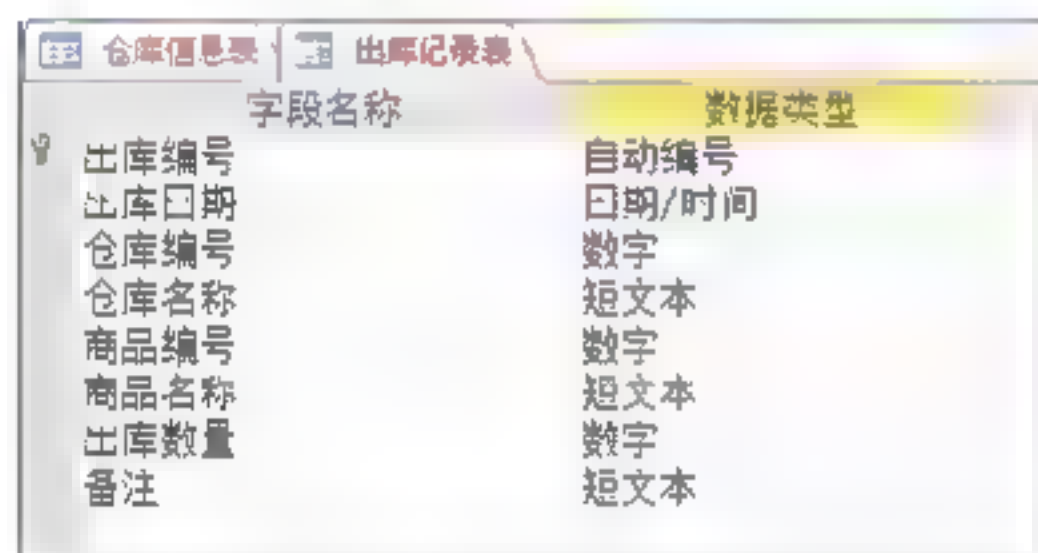 仓库信息表 出库记录表
字段名称 数据类型
出库编号 自动编号
出库日期 日期/时间
仓库编号 数字
仓库名称 短文本
商品编号 数字
商品名称 短文本
出库数量 数字
备注 短文本